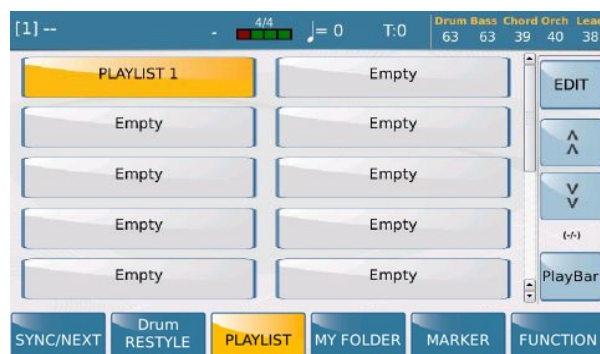 [1] -- - 4/4 ♩= 0 T:0 Drum Bass Chord Orch Lead
63 63 39 40 38
PLAYLIST 1 Empty EDIT
Empty Empty
Empty Empty
Empty Empty (-/-)
Empty Empty PlayBar
SYNC/NEXT Drum RESTYLE PLAYLIST MY FOLDER MARKER FUNCTION